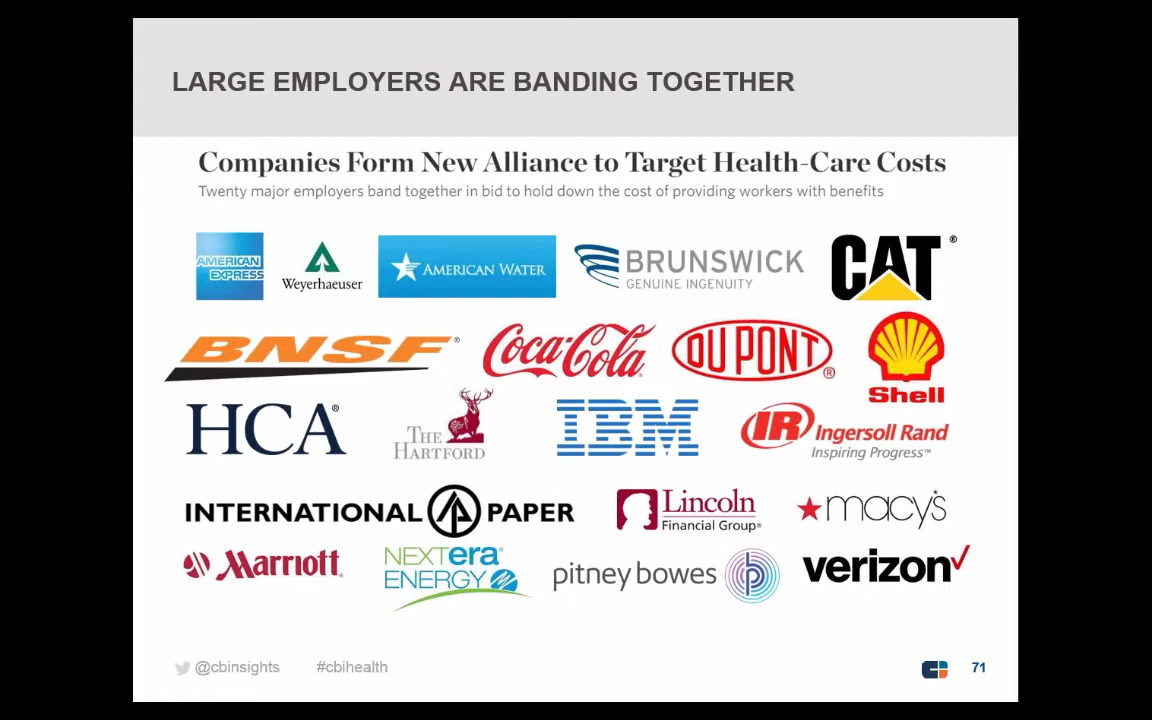 LARGE EMPLOYERS ARE BANDING TOGETHER
Companies Form New Alliance to Target Health-Care Costs
Twenty major employers band together in bid to hold down the cost of providing workers with benefits
AMERICAN
EXPRESS
Weyerhaeuser
AMERICAN WATER
BRUNSWICK
GENUINE INGENUITY
CAT®
BNSF®
Coca-Cola®
DUPONT®
Shell
HCA®
THE
HARTFORD
IBM
IR Ingersoll Rand
Inspiring Progress™
INTERNATIONAL PAPER
Lincoln
Financial Group®
macy's
Marriott®
NEXTera®
ENERGY
pitney bowes
verizon
@cbinsights #cbihealth
71